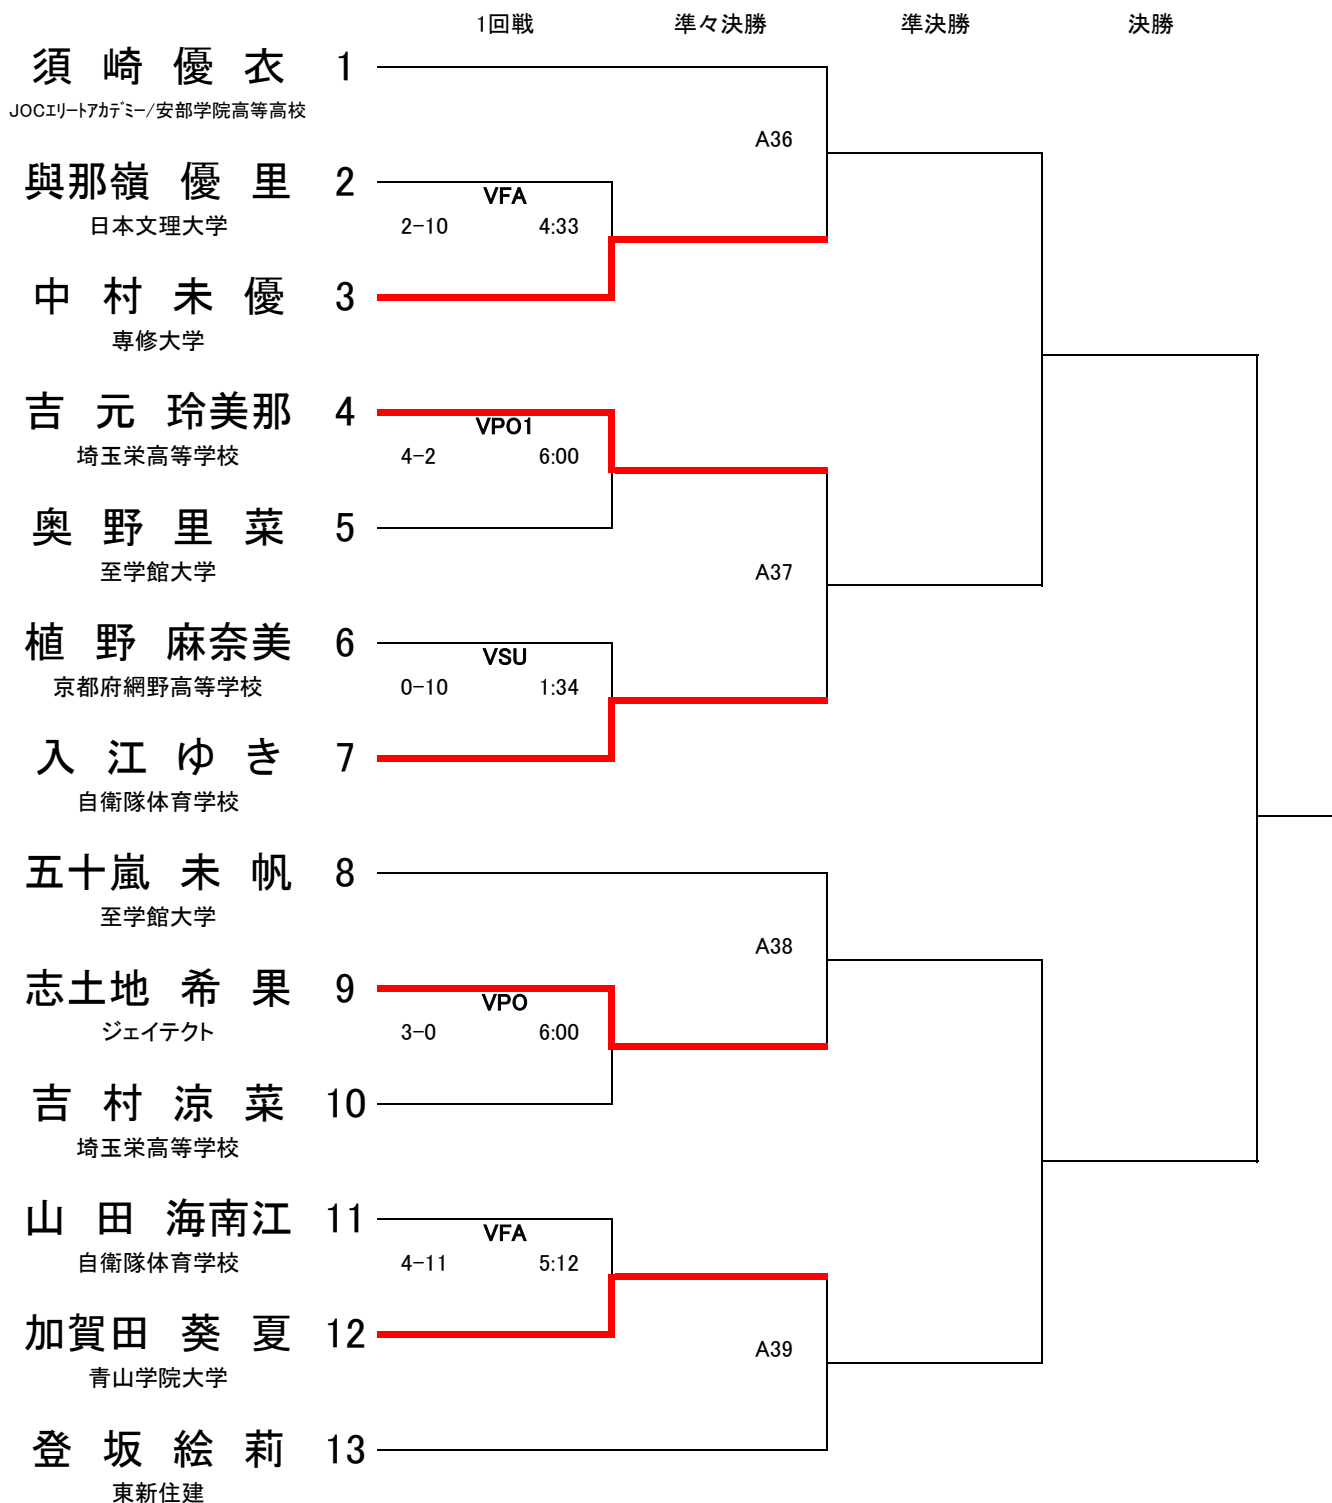 1回戦 準々決勝 準決勝 決勝
須崎優衣 1
JOCエリートアカデミー/安部学院高等高校
A36
與那嶺優里 2
VFA
日本文理大学 2-10 4:33
中村未優 3
専修大学
吉元玲美那 4
VPO1
埼玉栄高等学校 4-2 6:00
奥野里菜 5
至学館大学 A37
植野麻奈美 6
VSU
京都府網野高等学校 0-10 1:34
入江ゆき 7
自衛隊体育学校
五十嵐未帆 8
至学館大学
A38
志土地希果 9
VPO
ジェイテクト 3-0 6:00
吉村涼菜 10
埼玉栄高等学校
山田海南江 11
VFA
自衛隊体育学校 4-11 5:12
加賀田葵夏 12
A39
青山学院大学
登坂絵莉 13
東新住建